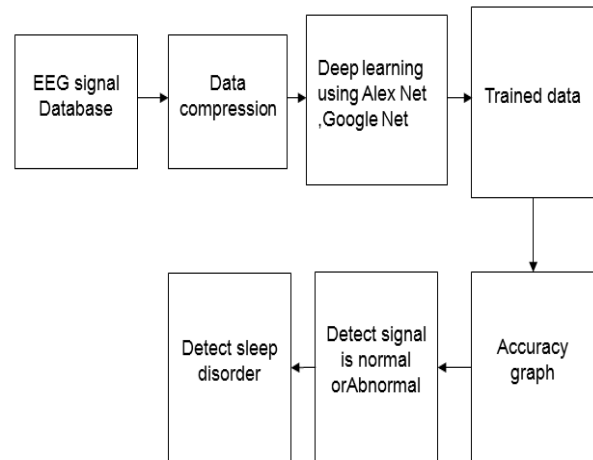 EEG signal
Database
Data
compression
Deep learning
using Alex Net
,Google Net
Trained data
Accuracy
graph
Detect signal
is normal
orAbnormal
Detect sleep
disorder